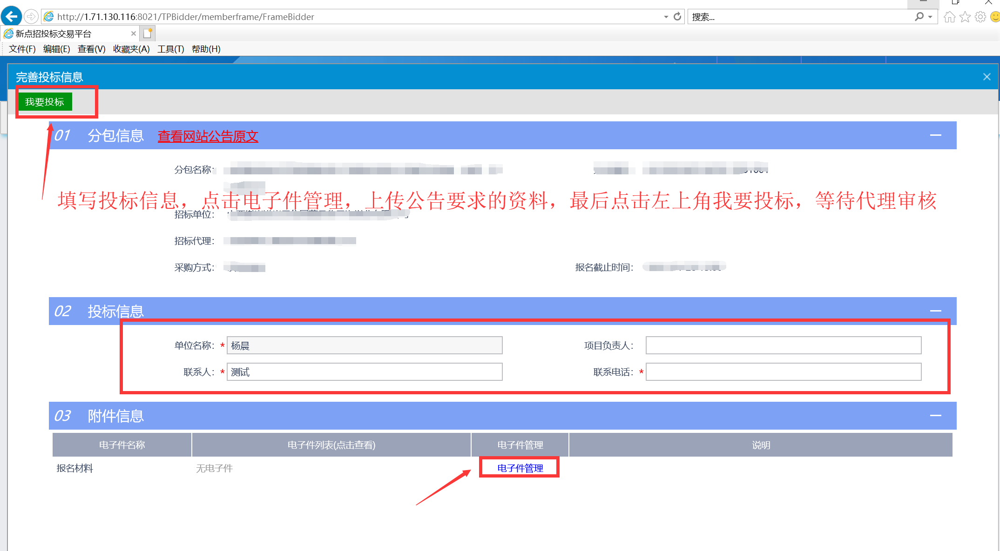 http://1.71.130.116:8021/TPBidder/memberframe/FrameBidder
搜索...
新点招投标交易平台
文件(F) 编辑(E) 查看(V) 收藏夹(A) 工具(T) 帮助(H)
完善投标信息
我要投标
01 分包信息 查看网站公告原文
分包名称:
填写投标信息，点击电子件管理，上传公告要求的资料，最后点击左上角我要投标，等待代理审核
招标单位:
招标代理:
采购方式: 报名截止时间:
02 投标信息
单位名称: * 杨晨 项目负责人:
联系人: * 测试 联系电话: *
03 附件信息
电子件名称 电子件列表(点击查看) 电子件管理 说明
报名材料 无电子件 电子件管理